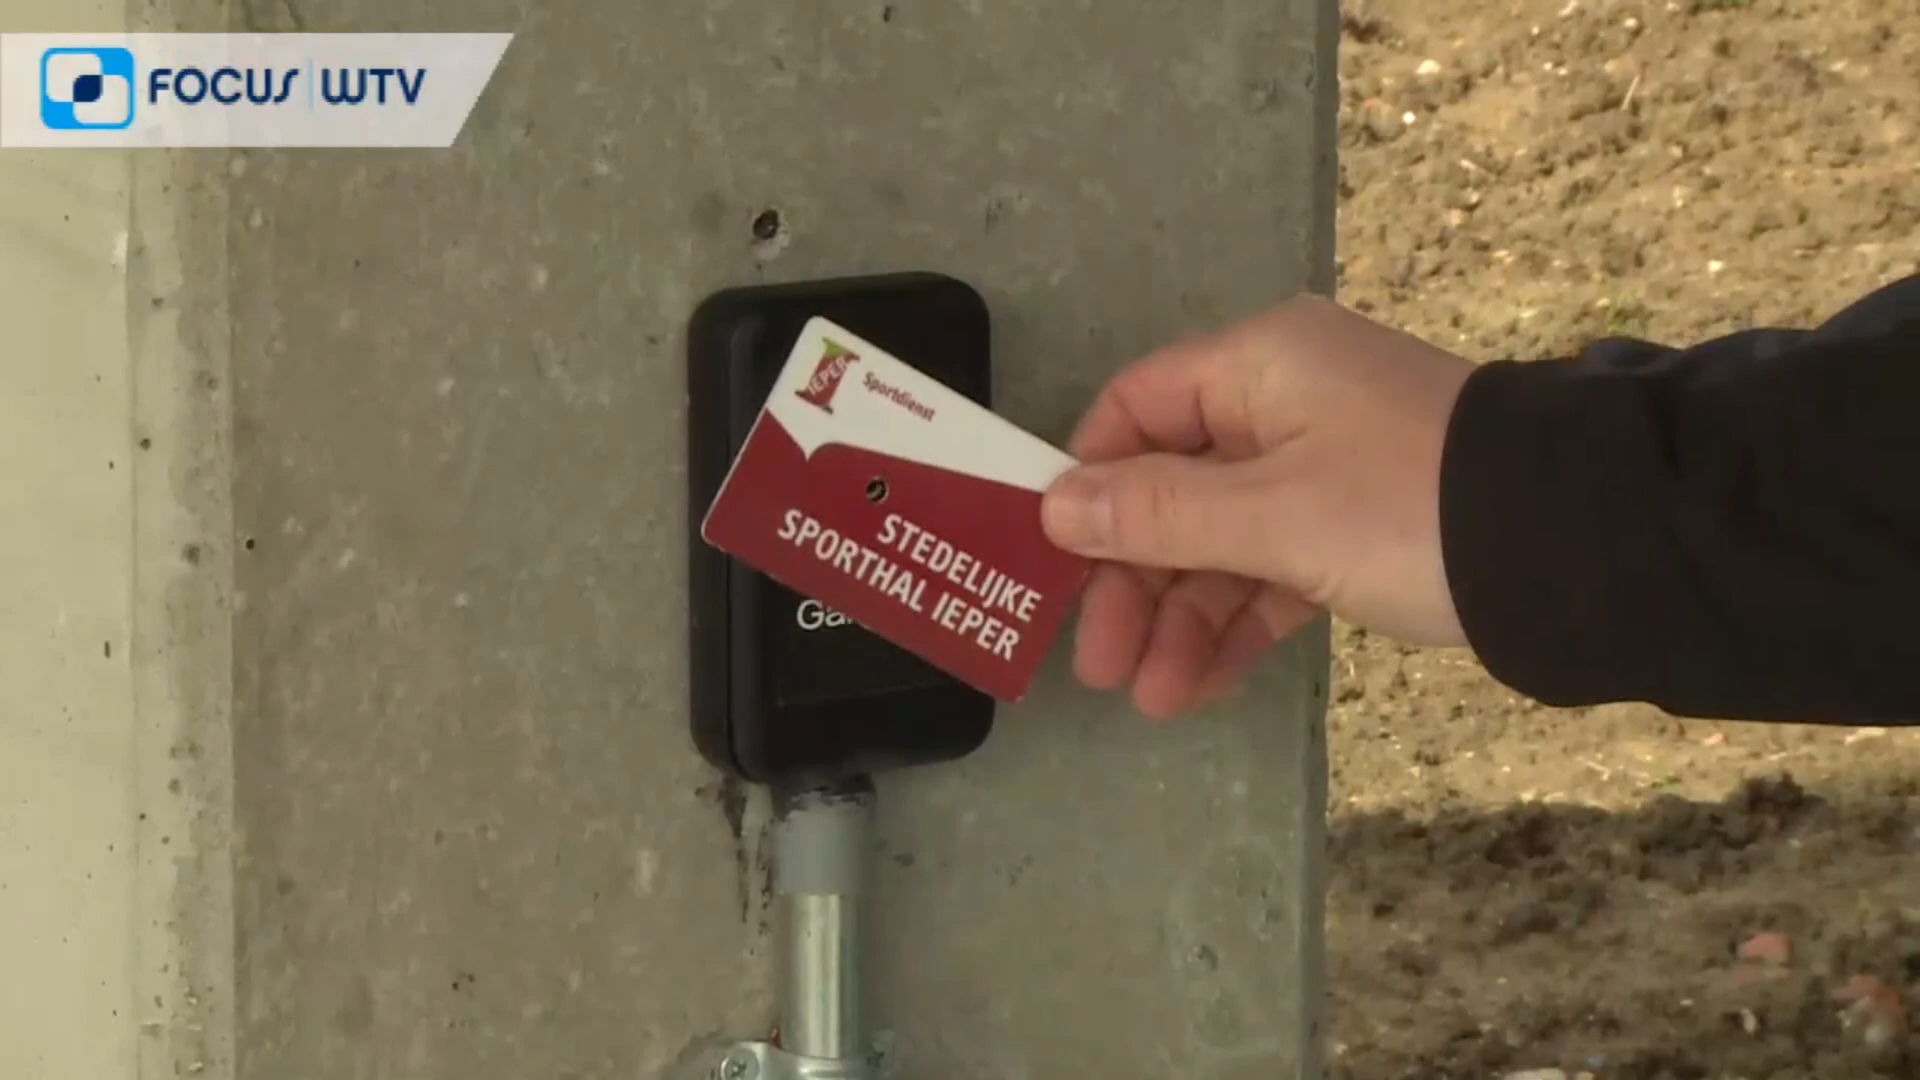 FOCUS WTV
IEPER
Sportdienst
STEDELIJKE
SPORTHAL IEPER